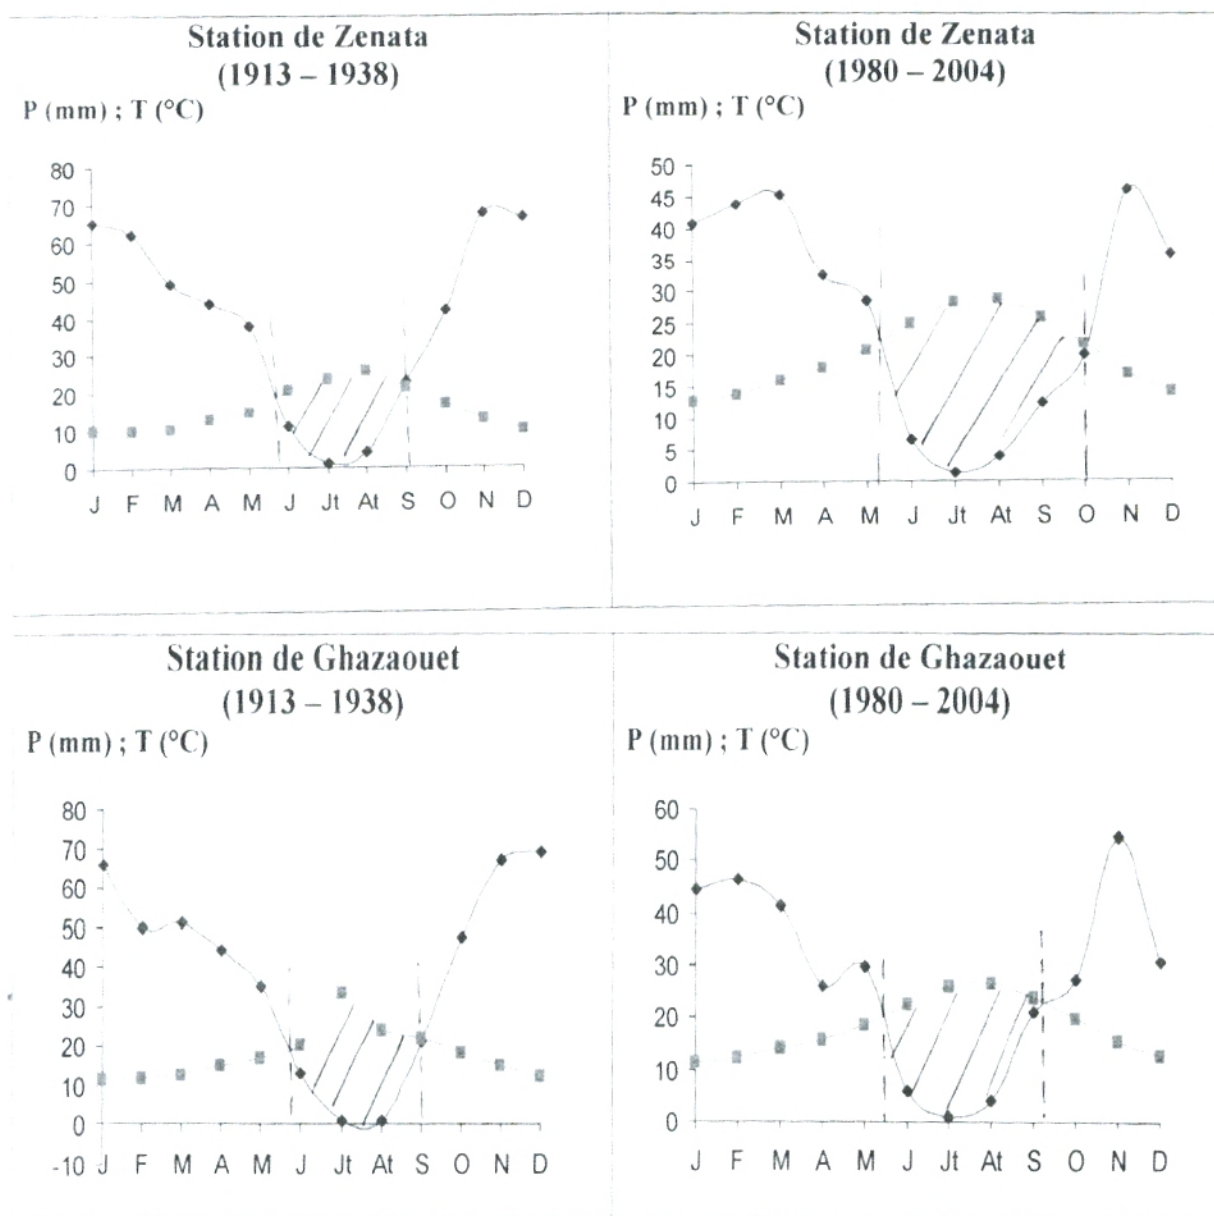 Station de Zenata
(1913 – 1938)
P (mm) ; T (°C)
80
70
60
50
40
30
20
10
0
J F M A M J Jt At S O N D
Station de Zenata
(1980 – 2004)
P (mm) ; T (°C)
50
45
40
35
30
25
20
15
10
5
0
J F M A M J Jt At S O N D
Station de Ghazaouet
(1913 – 1938)
P (mm) ; T (°C)
80
70
60
50
40
30
20
10
0
-10
J F M A M J Jt At S O N D
Station de Ghazaouet
(1980 – 2004)
P (mm) ; T (°C)
60
50
40
30
20
10
0
J F M A M J Jt At S O N D